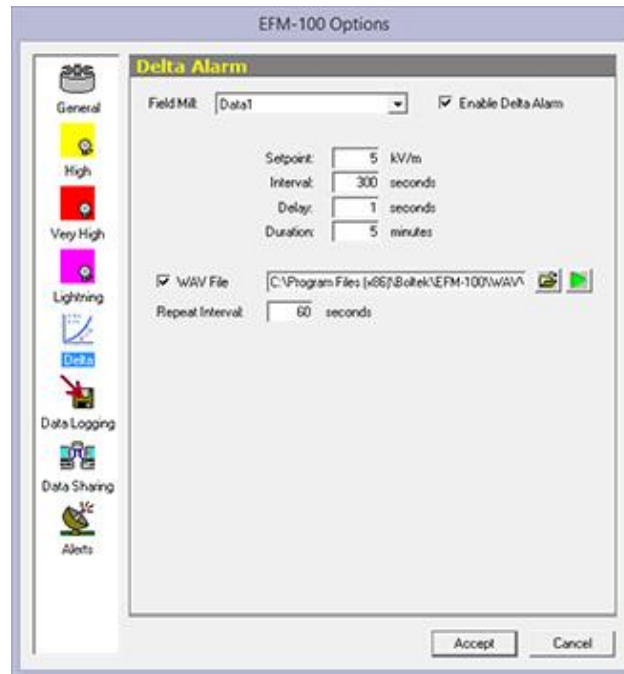 EFM-100 Options
General
High
Very High
Lightning
Delta
Data Logging
Data Sharing
Alerts
Delta Alarm
Field Mill: Data1 Enable Delta Alarm
Setpoint: 5 kV/m
Interval: 300 seconds
Delay: 1 seconds
Duration: 5 minutes
WAV File C:\Program Files (x86)\Boltek\EFM-100\WAV\
Repeat Interval: 60 seconds
Accept Cancel